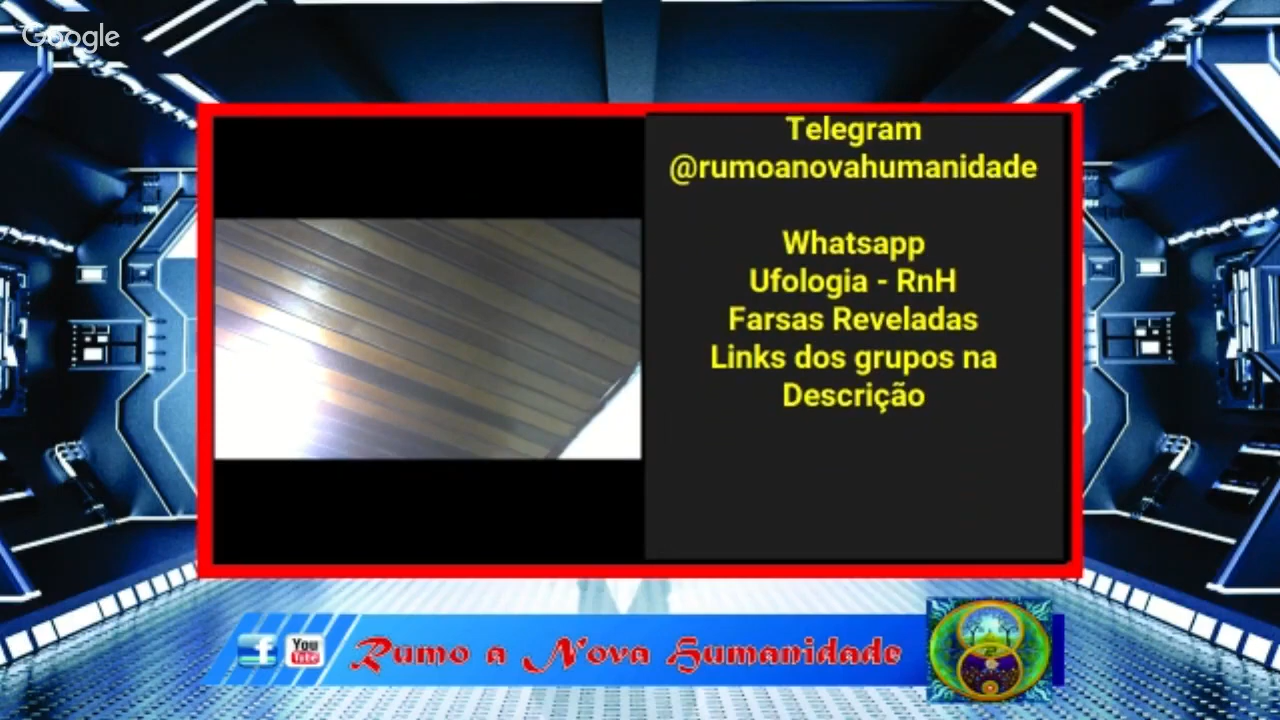 Google
Telegram
@rumoanovahumanidade
Whatsapp
Ufologia - RnH
Farsas Reveladas
Links dos grupos na
Descrição
f You Tube Rumo a Nova Humanidade